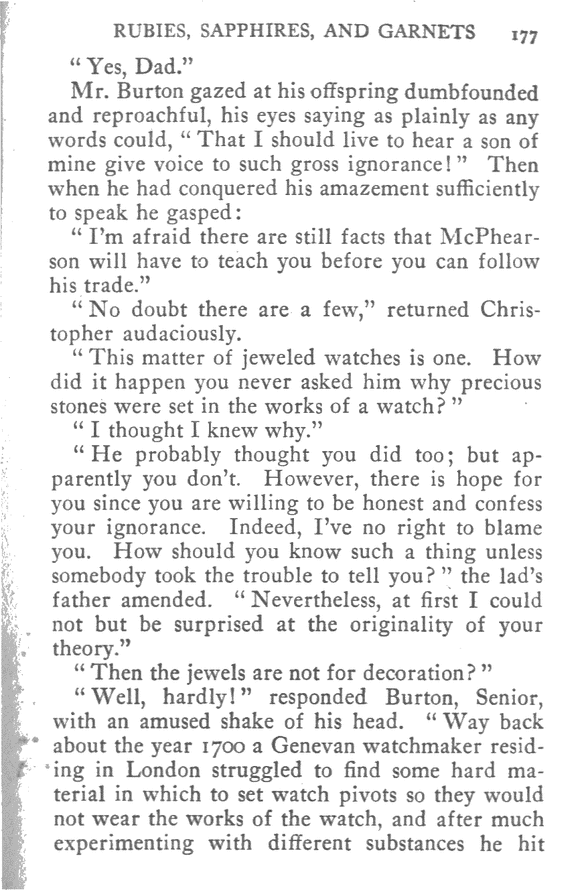 RUBIES, SAPPHIRES, AND GARNETS 177
“ Yes, Dad.”
Mr. Burton gazed at his offspring dumbfounded
and reproachful, his eyes saying as plainly as any
words could, “ That I should live to hear a son of
mine give voice to such gross ignorance! ” Then
when he had conquered his amazement sufficiently
to speak he gasped:
“ I’m afraid there are still facts that McPhear-
son will have to teach you before you can follow
his trade.”
“ No doubt there are a few,” returned Chris-
topher audaciously.
“ This matter of jeweled watches is one. How
did it happen you never asked him why precious
stones were set in the works of a watch? ”
“ I thought I knew why.”
“ He probably thought you did too; but ap-
parently you don’t. However, there is hope for
you since you are willing to be honest and confess
your ignorance. Indeed, I’ve no right to blame
you. How should you know such a thing unless
somebody took the trouble to tell you? ” the lad’s
father amended. “ Nevertheless, at first I could
not but be surprised at the originality of your
theory.”
“ Then the jewels are not for decoration? ”
“ Well, hardly! ” responded Burton, Senior,
with an amused shake of his head. “ Way back
about the year 1700 a Genevan watchmaker resid-
ing in London struggled to find some hard ma-
terial in which to set watch pivots so they would
not wear the works of the watch, and after much
experimenting with different substances he hit